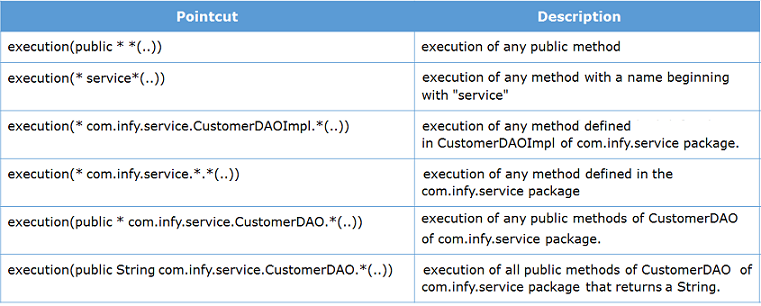 Pointcut Description
execution(public * *(..)) execution of any public method
execution(* service*(..)) execution of any method with a name beginning
with "service"
execution(* com.infy.service.CustomerDAOImpl.*(..)) execution of any method defined
in CustomerDAOImpl of com.infy.service package.
execution(* com.infy.service.*.*(..)) execution of any method defined in the
com.infy.service package
execution(public * com.infy.service.CustomerDAO.*(..)) execution of any public methods of CustomerDAO
of com.infy.service package.
execution(public String com.infy.service.CustomerDAO.*(..)) execution of all public methods of CustomerDAO of
com.infy.service package that returns a String.